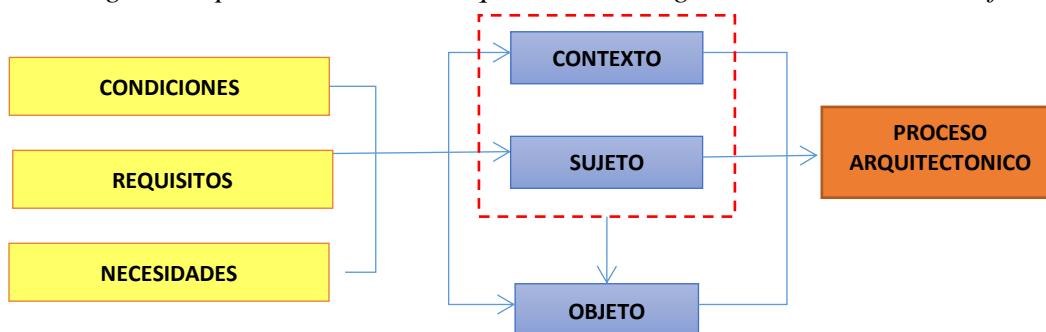 CONDICIONES
REQUISITOS
NECESIDADES
CONTEXTO
SUJETO
OBJETO
PROCESO
ARQUITECTONICO